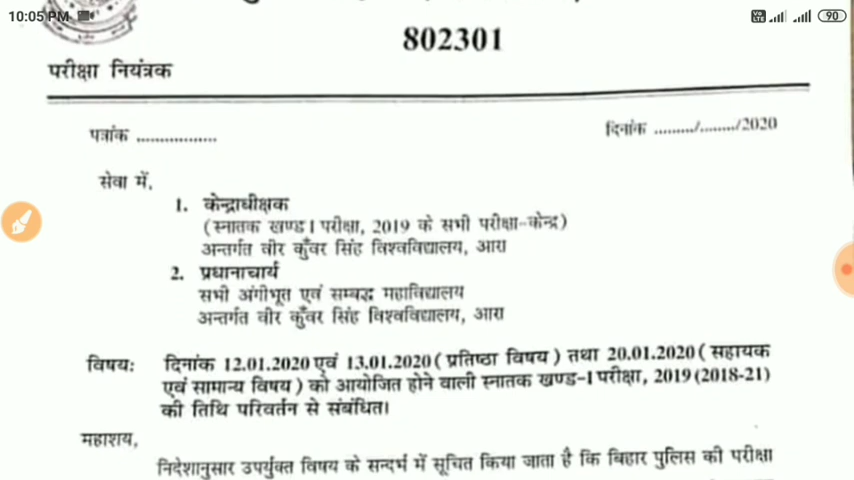 10:05 PM
90
802301
परीक्षा नियंत्रक
पत्रांक .................
दिनांक ........./......../2020
सेवा में,
1. केन्द्राधीक्षक
(स्नातक खण्ड I परीक्षा, 2019 के सभी परीक्षा-केन्द्र)
अन्तर्गत वीर कुँवर सिंह विश्वविद्यालय, आरा
2. प्रधानाचार्य
सभी अंगीभूत एवं सम्बद्ध महाविद्यालय
अन्तर्गत वीर कुँवर सिंह विश्वविद्यालय, आरा
विषय: दिनांक 12.01.2020 एवं 13.01.2020 ( प्रतिष्ठा विषय ) तथा 20.01.2020 ( सहायक
एवं सामान्य विषय ) को आयोजित होने वाली स्नातक खण्ड-I परीक्षा, 2019 (2018-21)
की तिथि परिवर्तन से संबंधित।
महाशय,
निदेशानुसार उपर्युक्त विषय के सन्दर्भ में सूचित किया जाता है कि बिहार पुलिस की परीक्षा